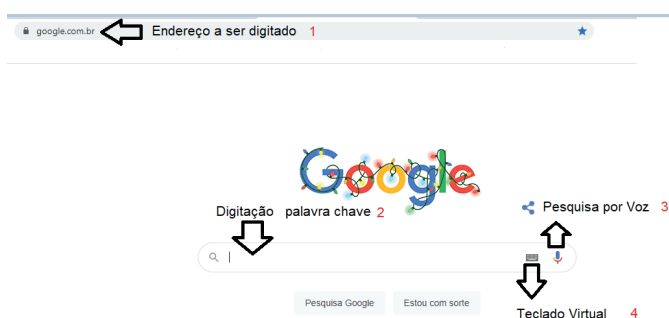 google.com.br Endereço a ser digitado 1
Google
Digitação palavra chave 2
Pesquisa por Voz 3
Pesquisa Google Estou com sorte
Teclado Virtual 4